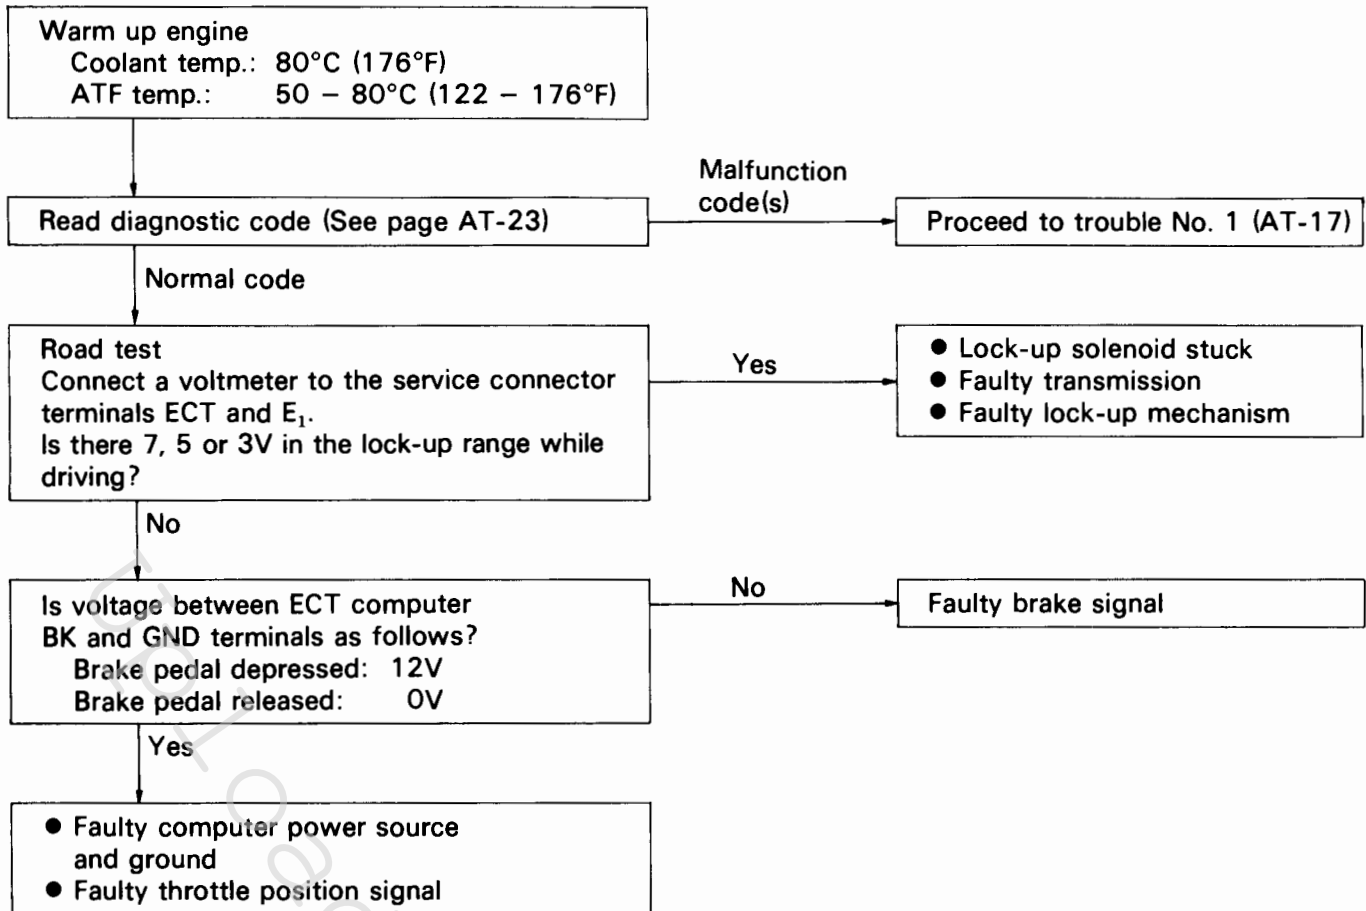 Warm up engine
Coolant temp.: 80°C (176°F)
ATF temp.: 50 – 80°C (122 – 176°F)
Malfunction
code(s)
Read diagnostic code (See page AT-23)
Proceed to trouble No. 1 (AT-17)
Normal code
Road test
Connect a voltmeter to the service connector
terminals ECT and E₁.
Is there 7, 5 or 3V in the lock-up range while
driving?
Yes
● Lock-up solenoid stuck
● Faulty transmission
● Faulty lock-up mechanism
No
Is voltage between ECT computer
BK and GND terminals as follows?
Brake pedal depressed: 12V
Brake pedal released: 0V
No
Faulty brake signal
Yes
● Faulty computer power source
and ground
● Faulty throttle position signal